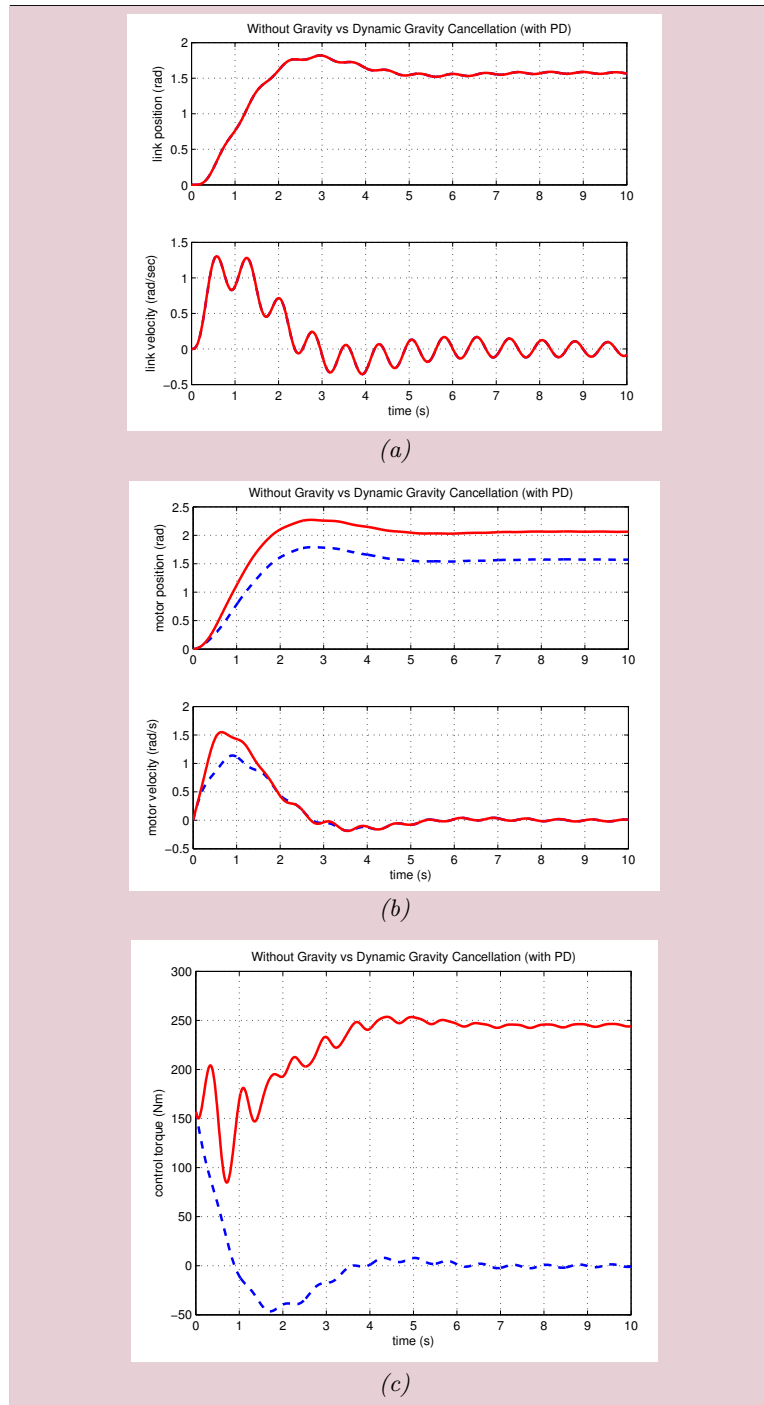 Without Gravity vs Dynamic Gravity Cancellation (with PD)
link position (rad)
2
1.5
1
0.5
0
0 1 2 3 4 5 6 7 8 9 10
link velocity (rad/sec)
1.5
1
0.5
0
−0.5
0 1 2 3 4 5 6 7 8 9 10
time (s)
(a)
Without Gravity vs Dynamic Gravity Cancellation (with PD)
motor position (rad)
2.5
2
1.5
1
0.5
0
0 1 2 3 4 5 6 7 8 9 10
motor velocity (rad/s)
2
1.5
1
0.5
0
−0.5
0 1 2 3 4 5 6 7 8 9 10
time (s)
(b)
Without Gravity vs Dynamic Gravity Cancellation (with PD)
control torque (Nm)
300
250
200
150
100
50
0
−50
0 1 2 3 4 5 6 7 8 9 10
time (s)
(c)